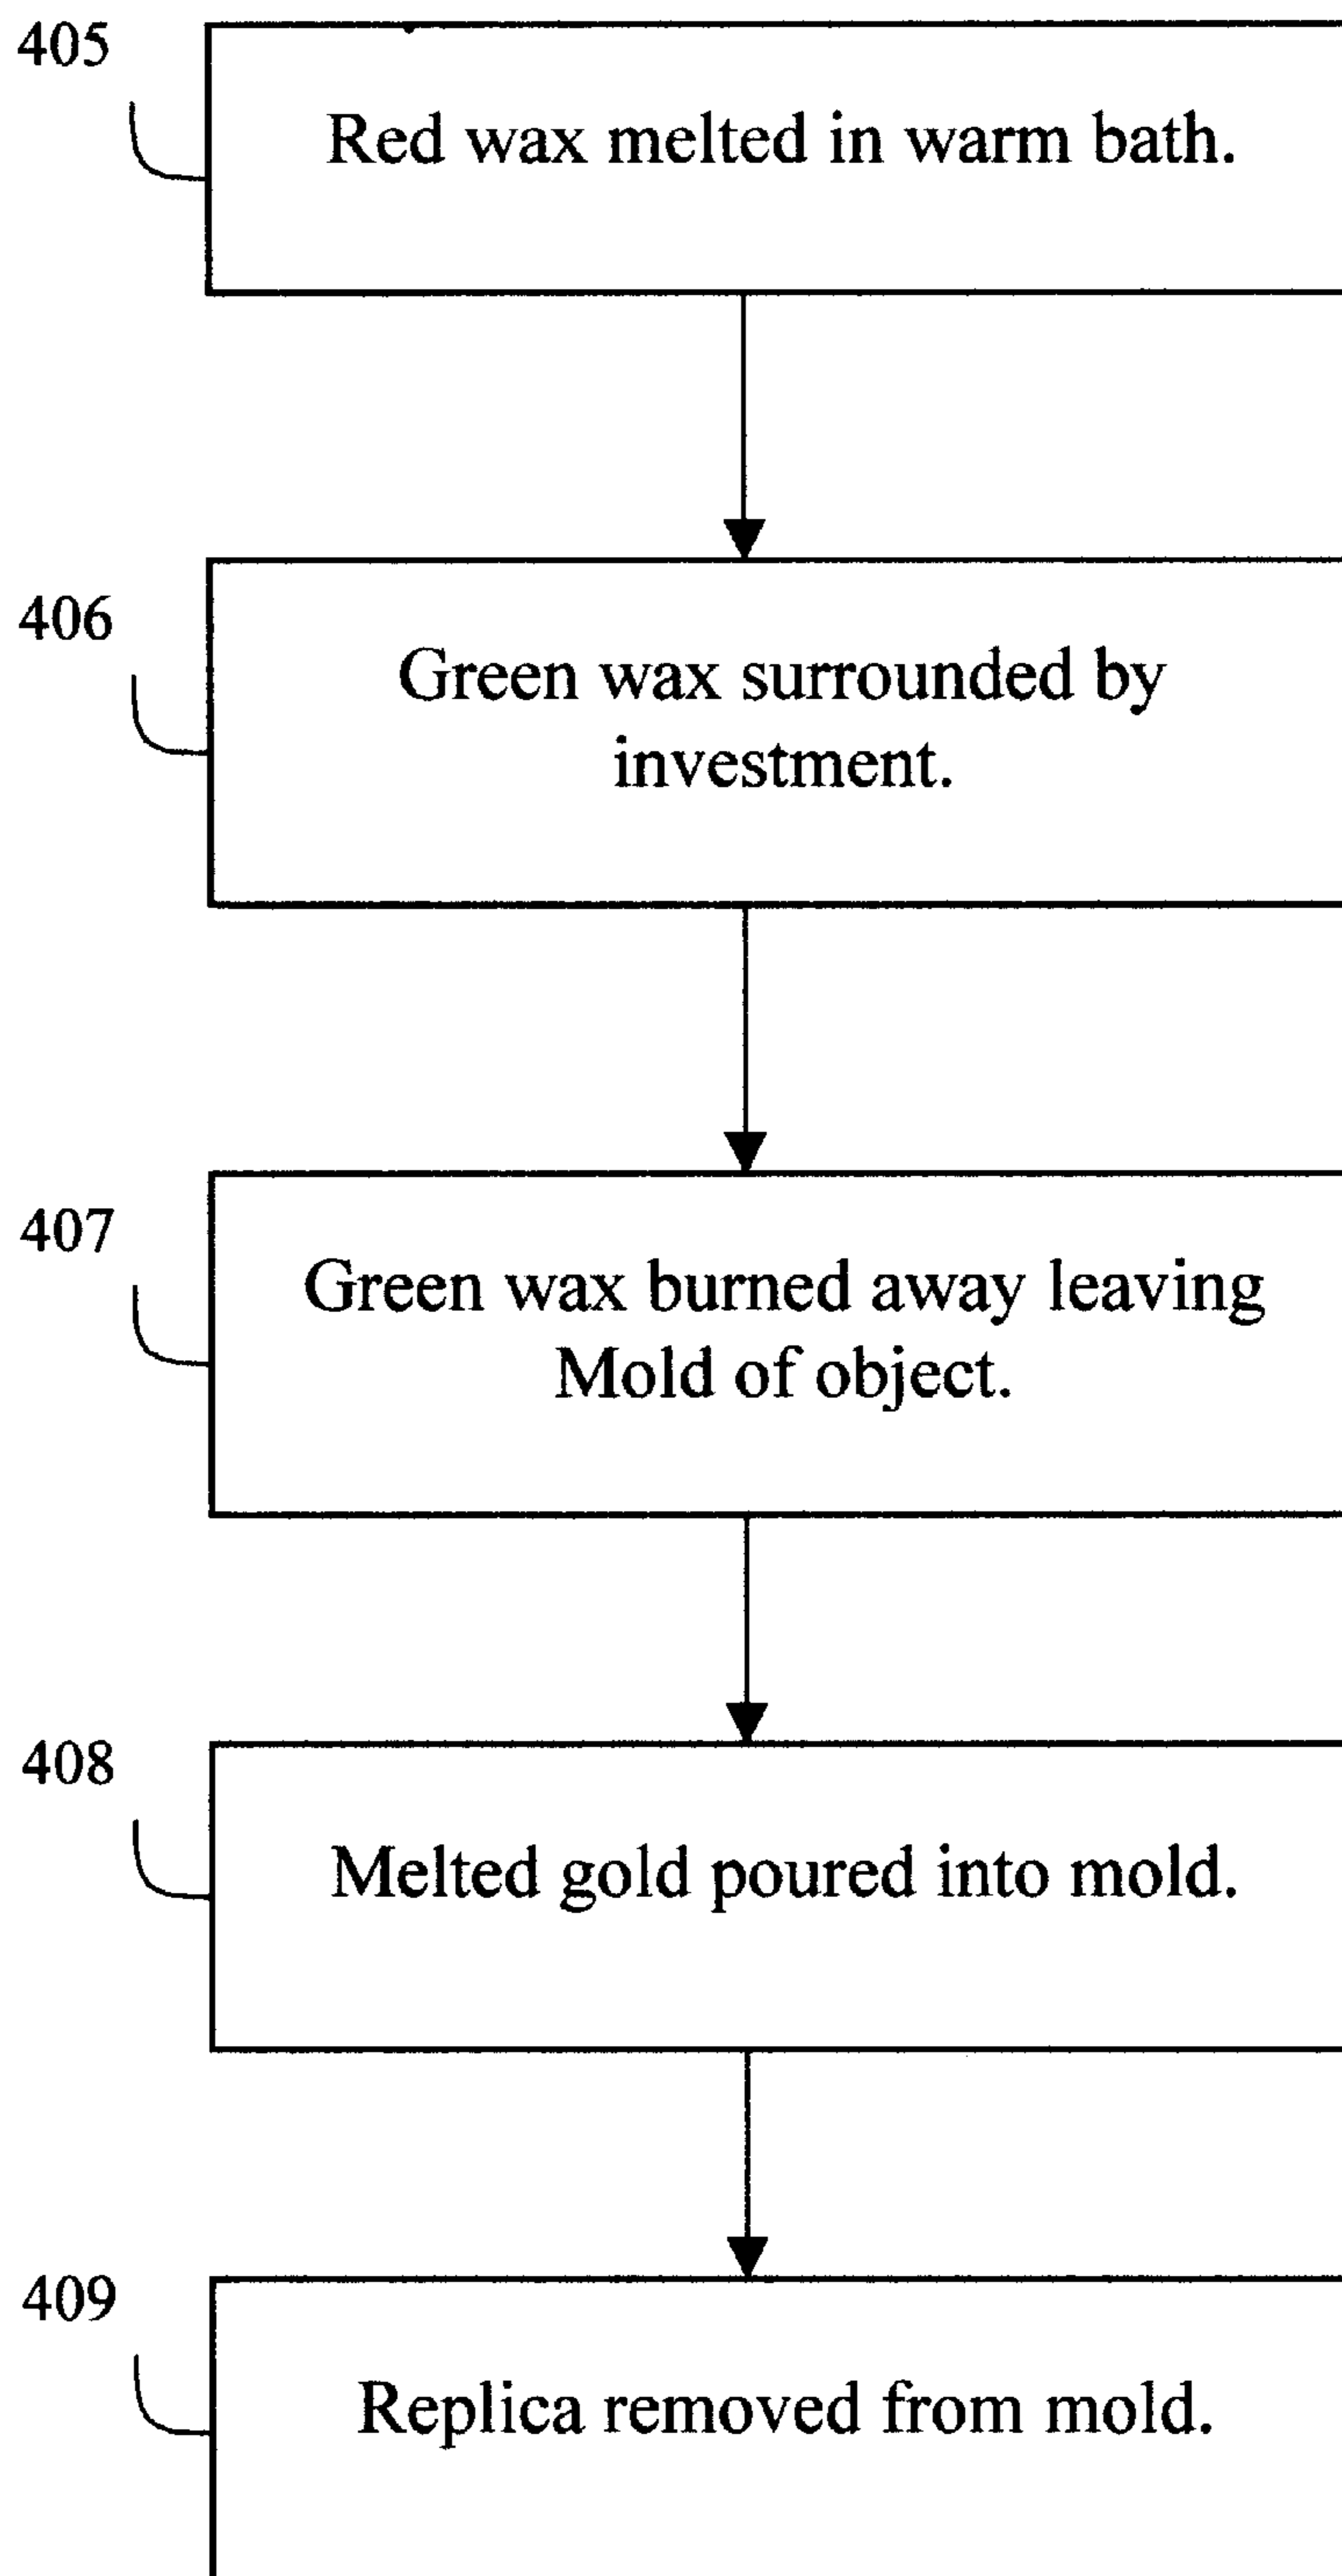 405
Red wax melted in warm bath.
406
Green wax surrounded by
investment.
407
Green wax burned away leaving
Mold of object.
408
Melted gold poured into mold.
409
Replica removed from mold.